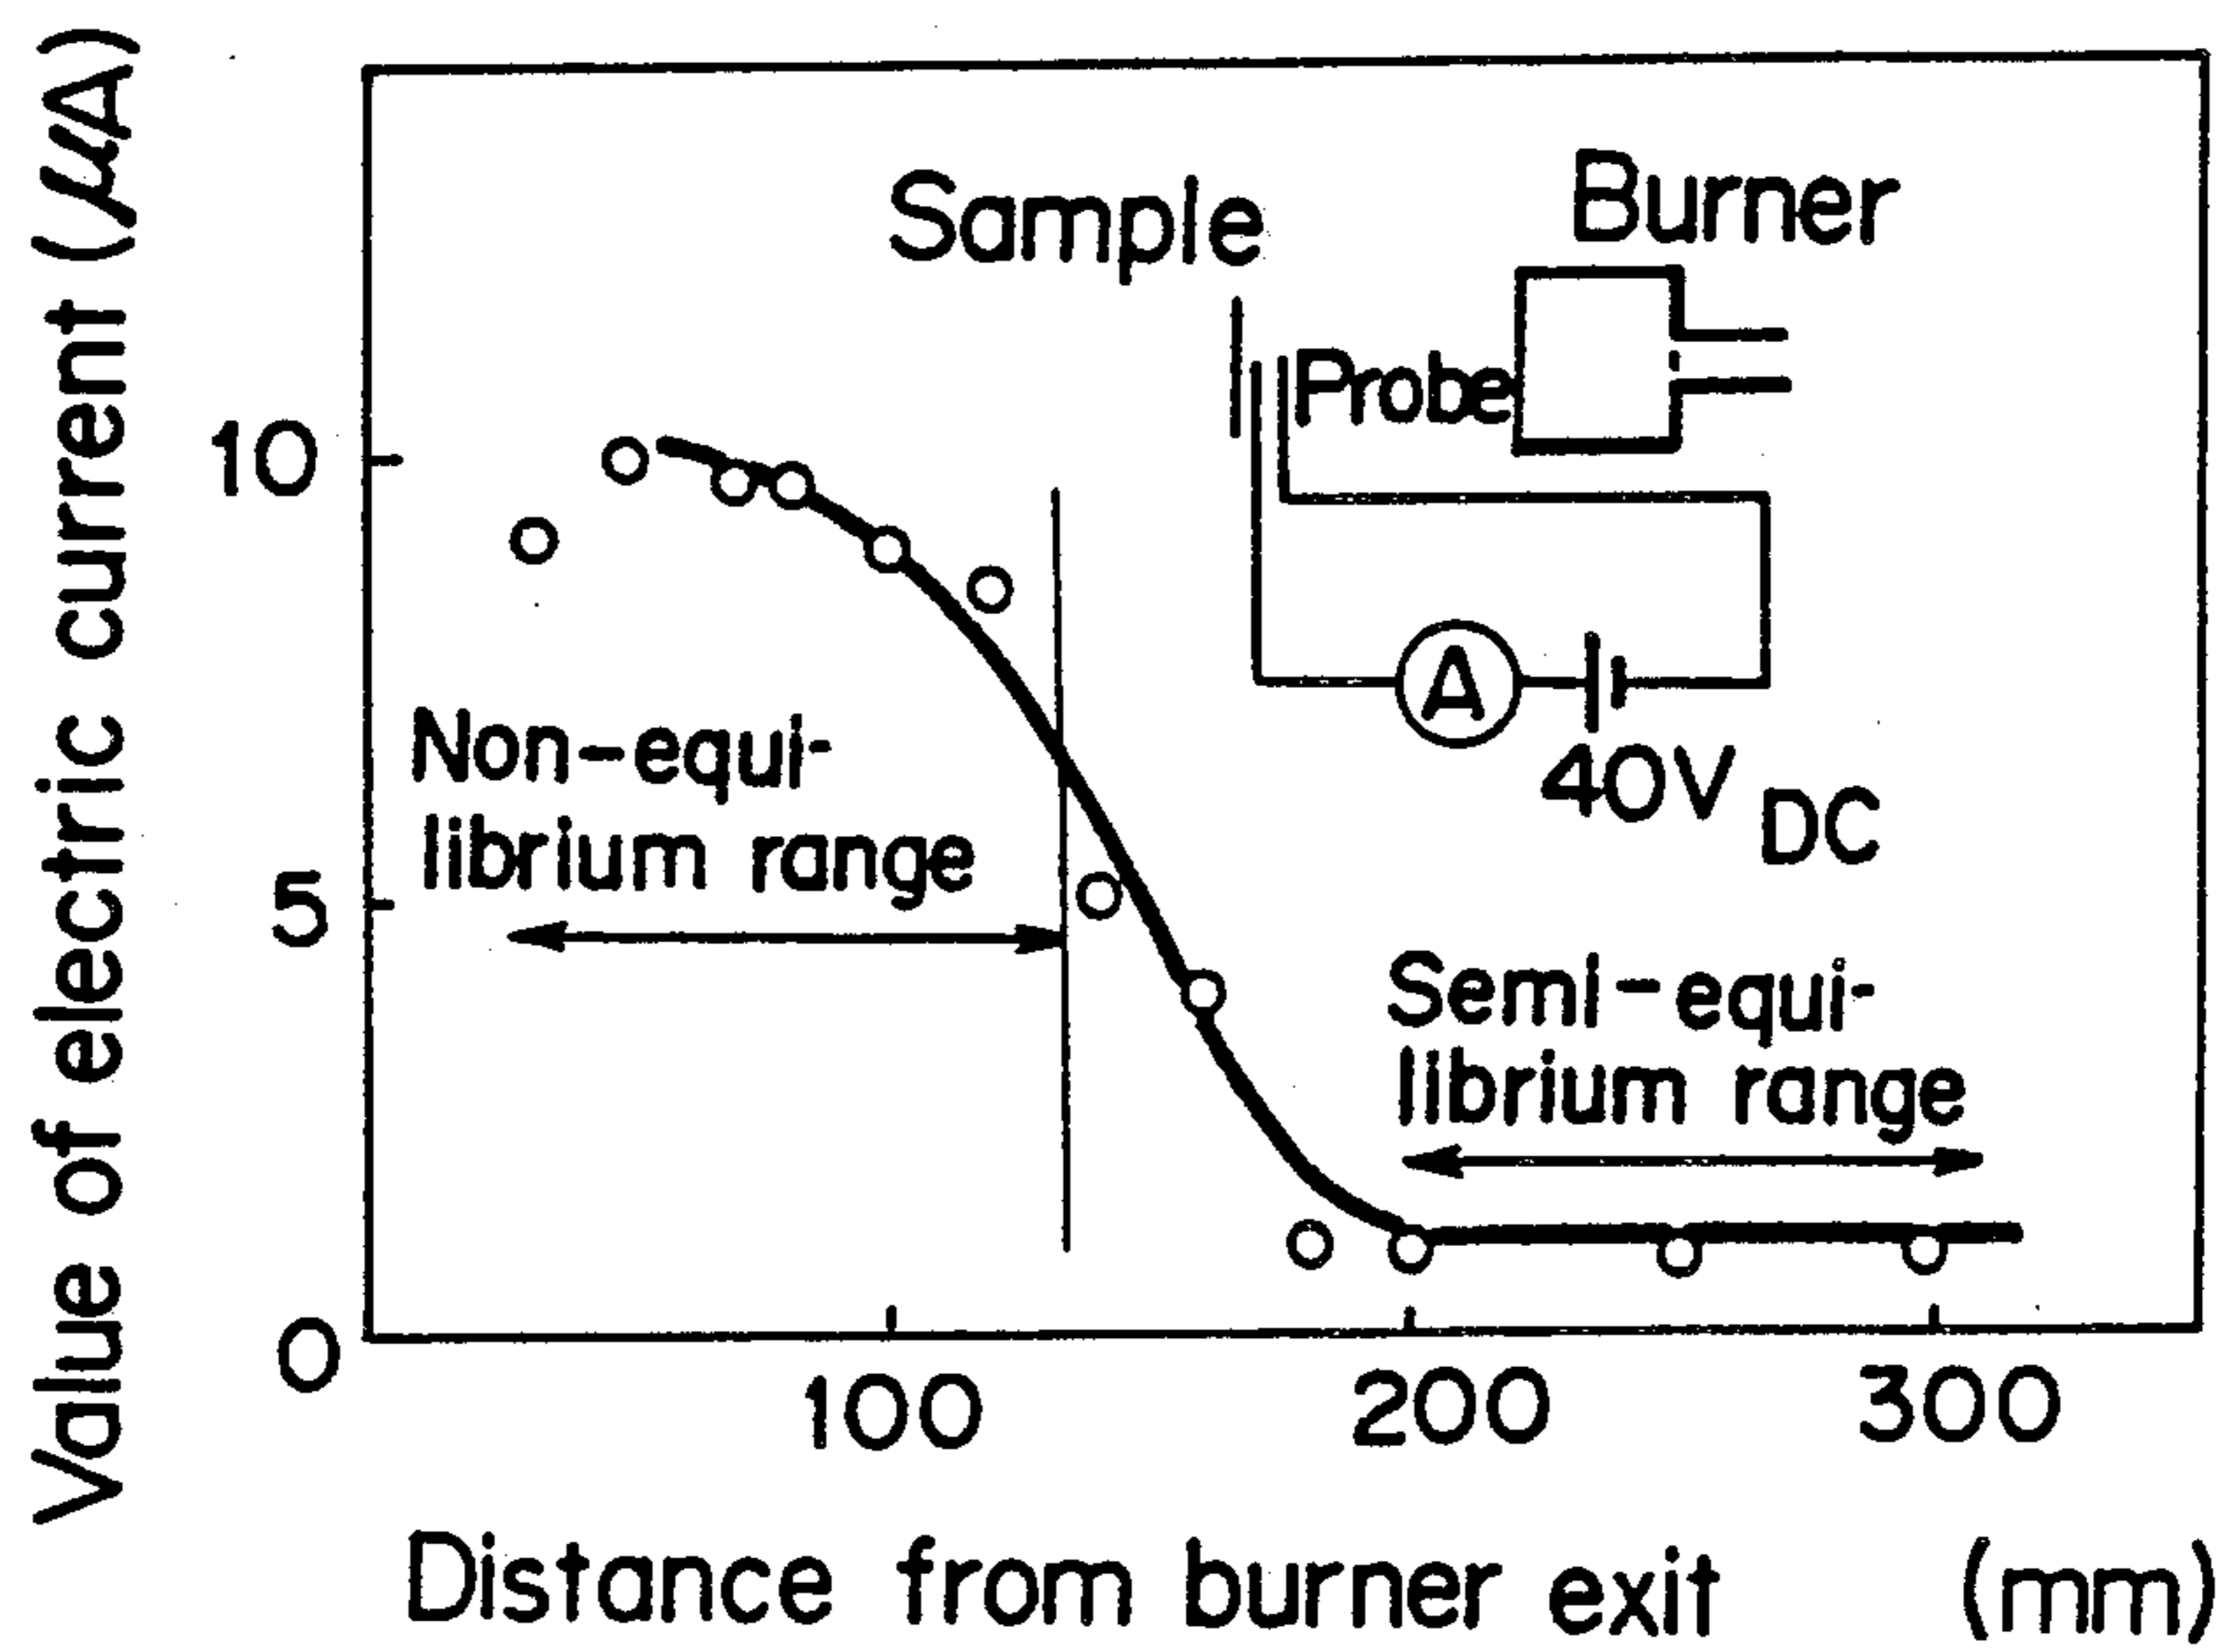 Value of electric current (μA)
10
5
0
Sample
Burner
Probe
A
40V DC
Non-equi-
librium range
Semi-equi-
librium range
100
200
300
Distance from burner exit (mm)